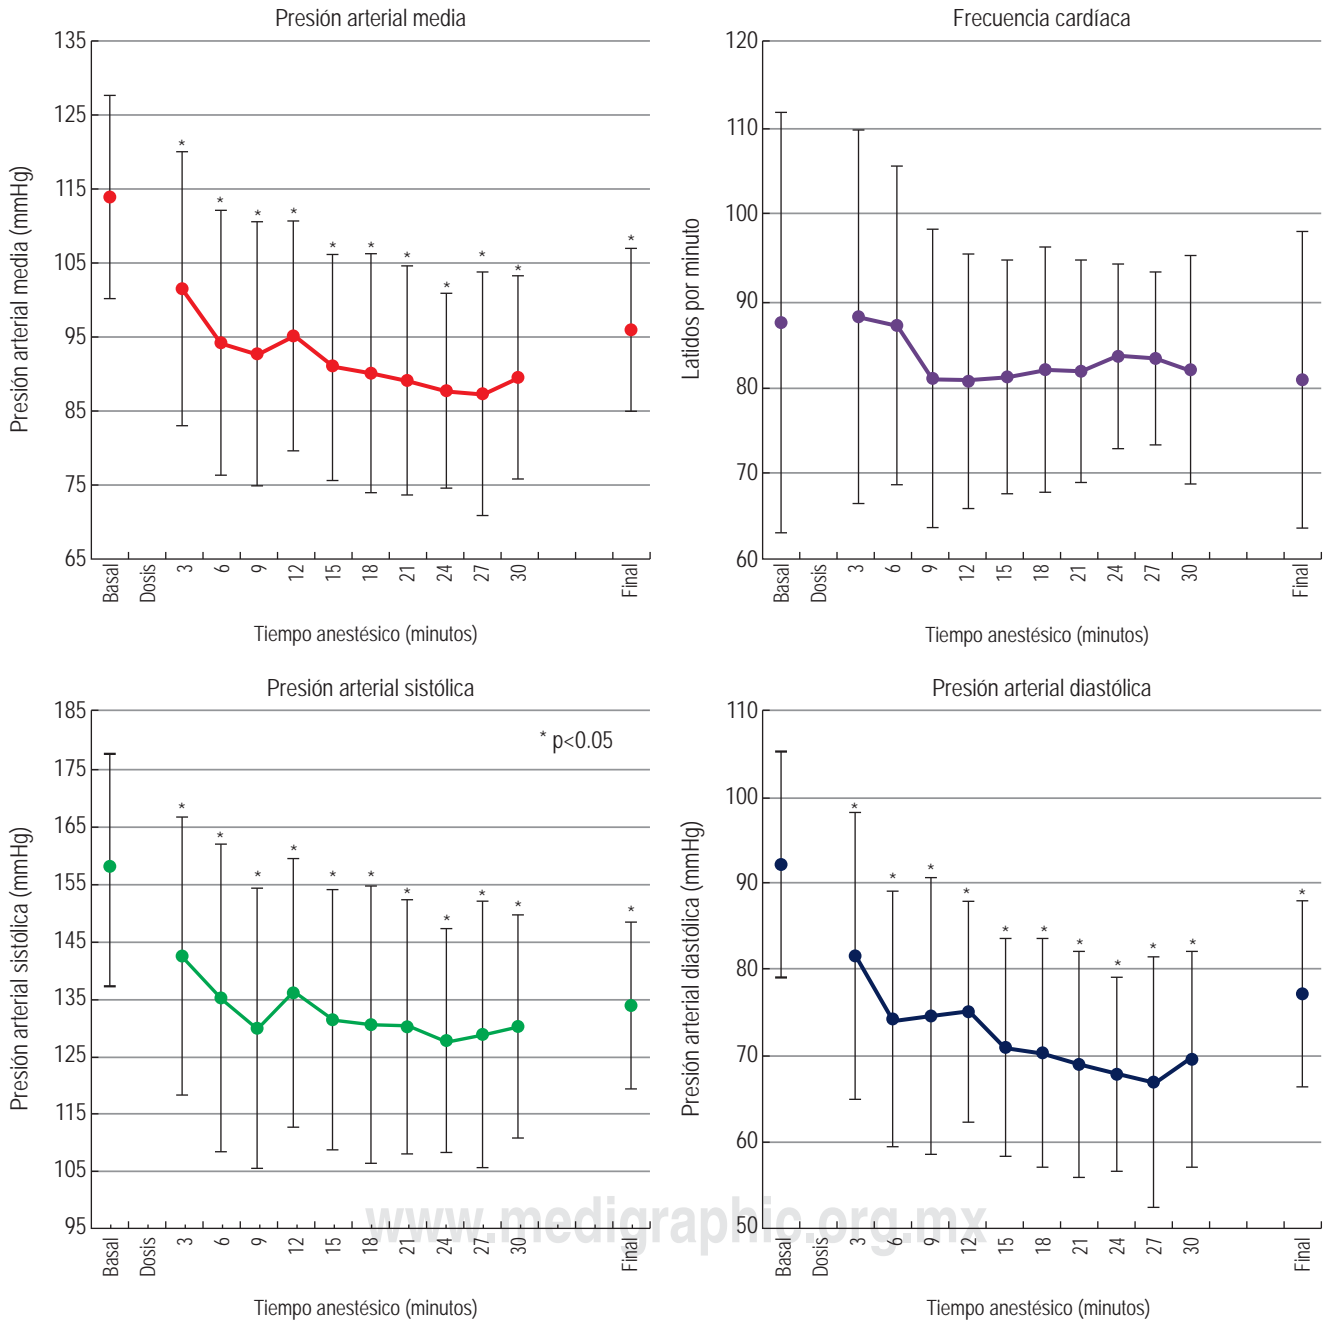 Presión arterial media
135
125
115
105
95
85
75
65
Presión arterial media (mmHg)
* * * * * * * * * * *
Basal Dosis 3 6 9 12 15 18 21 24 27 30 Final
Tiempo anestésico (minutos)
Frecuencia cardíaca
120
110
100
90
80
70
60
Latidos por minuto
Basal Dosis 3 6 9 12 15 18 21 24 27 30 Final
Tiempo anestésico (minutos)
Presión arterial sistólica
185
175
165
155
145
135
125
115
105
95
Presión arterial sistólica (mmHg)
* p<0.05
* * * * * * * * * * *
Basal Dosis 3 6 9 12 15 18 21 24 27 30 Final
Tiempo anestésico (minutos)
Presión arterial diastólica
110
100
90
80
70
60
50
Presión arterial diastólica (mmHg)
* * * * * * * * * * *
Basal Dosis 3 6 9 12 15 18 21 24 27 30 Final
Tiempo anestésico (minutos)
www.medigraphic.org.mx